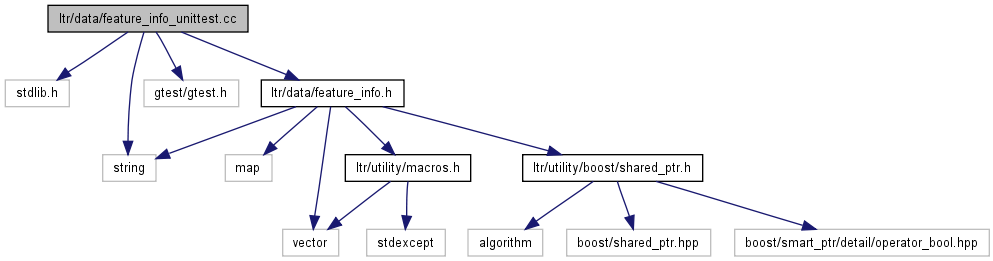 ltr/data/feature_info_unittest.cc
stdlib.h
gtest/gtest.h
ltr/data/feature_info.h
string
map
ltr/utility/macros.h
ltr/utility/boost/shared_ptr.h
vector
stdexcept
algorithm
boost/shared_ptr.hpp
boost/smart_ptr/detail/operator_bool.hpp